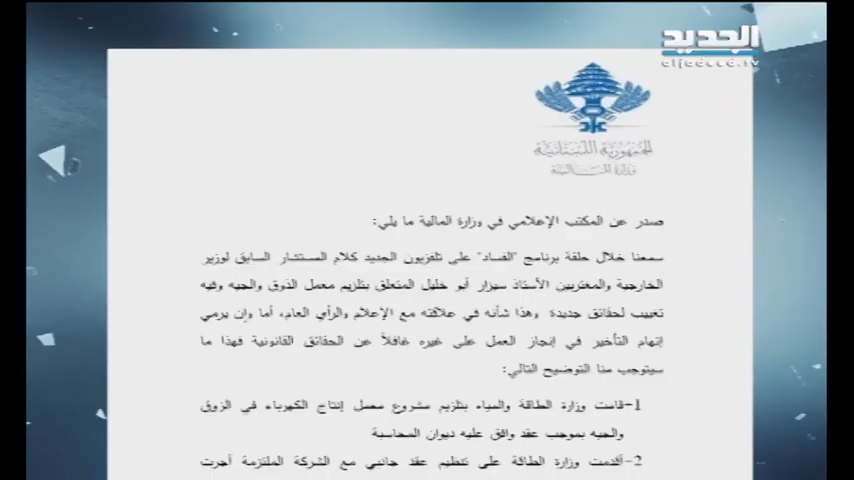 الجديد
aljadeed.tv
الجمهورية اللبنانية
وزارة المالية
صدر عن المكتب الإعلامي في وزارة المالية ما يلي:
سمعنا خلال حلقة برنامج "الفساد" على تلفزيون الجديد كلام المستشار السابق لوزير
الخارجية والمغتربين الأستاذ سيزار أبو خليل المتعلق بتلزيم معمل الذوق والجيه وفيه
تغييب لحقائق جديدة وهذا شأنه في علاقته مع الإعلام والرأي العام، أما وإن يرمي
إتهام التأخير في إنجاز العمل على غيره غافلاً عن الحقائق القانونية فهذا ما
سيتوجب منا التوضيح التالي:
1-قامت وزارة الطاقة والمياء بتلزيم مشروع معمل إنتاج الكهرباء في الزوق
والجيه بموجب عقد وافق عليه ديوان المحاسبة
2-أقدمت وزارة الطاقة على تنظيم عقد جانبي مع الشركة الملتزمة أجرت